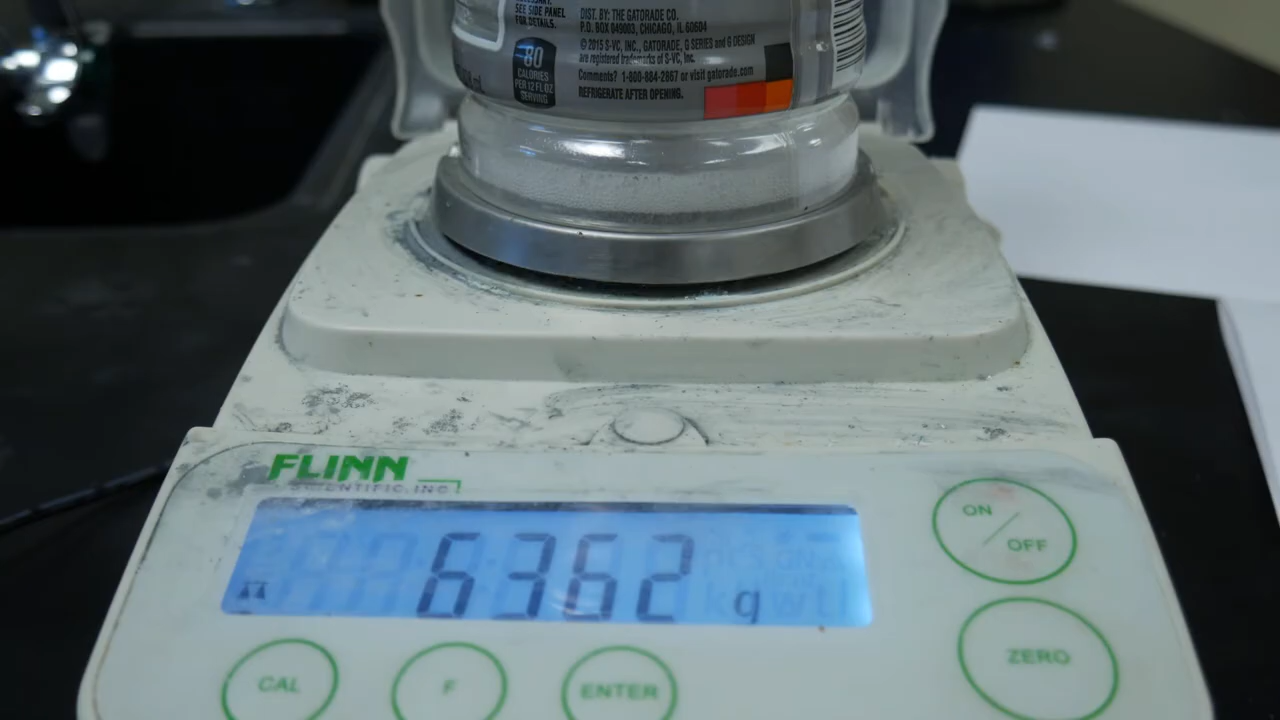 SEE SIDE PANEL
FOR DETAILS.
80
CALORIES
PER 12 FL OZ
SERVING
DIST. BY: THE GATORADE CO.
P.O. BOX 049003, CHICAGO, IL 60604
© 2015 S-VC, INC., GATORADE, G SERIES and G DESIGN
are registered trademarks of S-VC, Inc.
Comments? 1-800-884-2867 or visit gatorade.com
REFRIGERATE AFTER OPENING.
FLINN
SCIENTIFIC, INC.
6362 g
ON / OFF
ZERO
CAL
F
ENTER